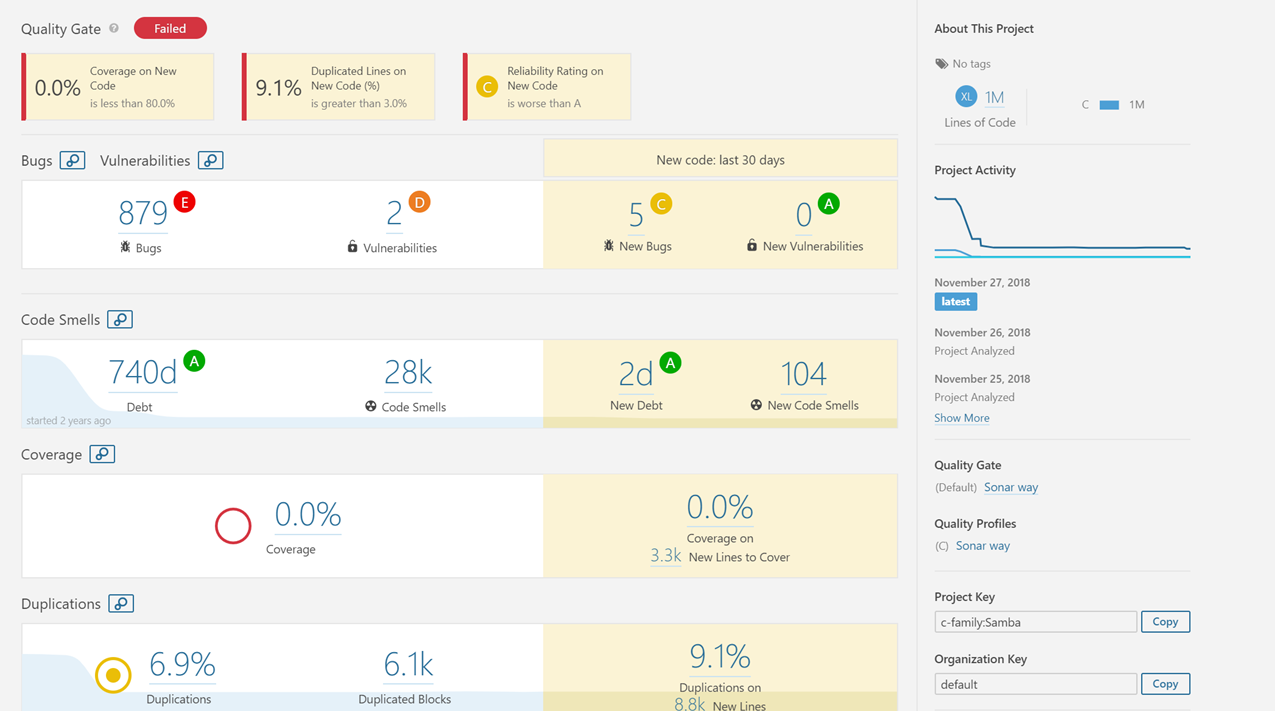 Quality Gate ? Failed
0.0% Coverage on New
Code
is less than 80.0%
9.1% Duplicated Lines on
New Code (%)
is greater than 3.0%
C Reliability Rating on
New Code
is worse than A
Bugs Vulnerabilities
New code: last 30 days
879 E
Bugs
2 D
Vulnerabilities
5 C
New Bugs
0 A
New Vulnerabilities
Code Smells
740d A
Debt
started 2 years ago
28k
Code Smells
2d A
New Debt
104
New Code Smells
Coverage
0.0%
Coverage
0.0%
Coverage on
3.3k New Lines to Cover
Duplications
6.9%
Duplications
6.1k
Duplicated Blocks
9.1%
Duplications on
8.8k New Lines
About This Project
No tags
XL 1M
Lines of Code
C 1M
Project Activity
November 27, 2018
latest
November 26, 2018
Project Analyzed
November 25, 2018
Project Analyzed
Show More
Quality Gate
(Default) Sonar way
Quality Profiles
(C) Sonar way
Project Key
c-family:Samba Copy
Organization Key
default Copy